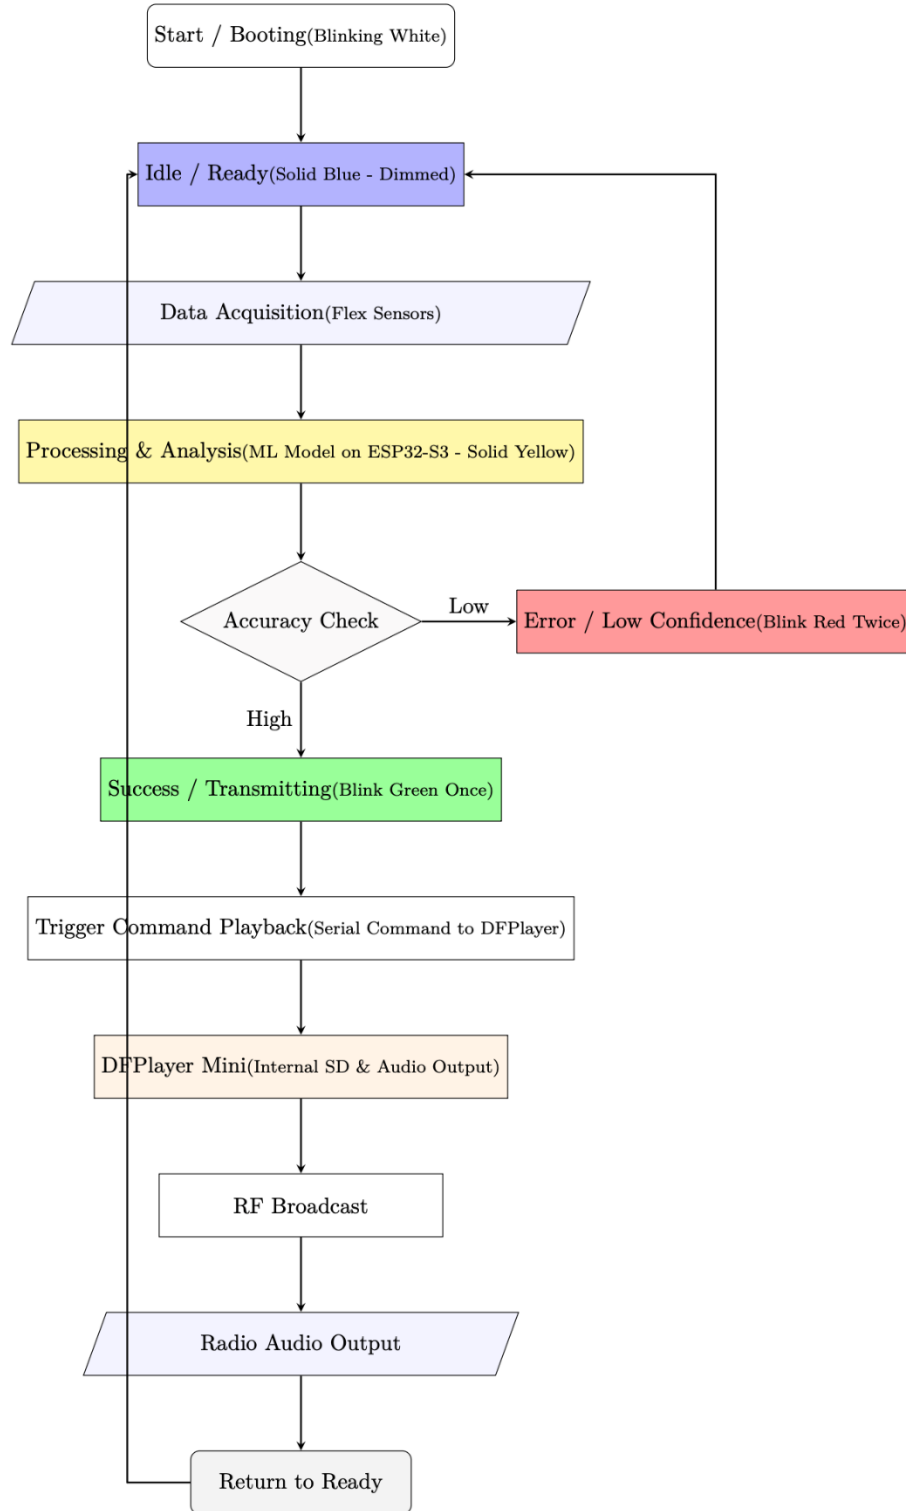 Start / Booting(Blinking White)
Idle / Ready(Solid Blue - Dimmed)
Data Acquisition(Flex Sensors)
Processing & Analysis(ML Model on ESP32-S3 - Solid Yellow)
Accuracy Check
Low
Error / Low Confidence(Blink Red Twice)
High
Success / Transmitting(Blink Green Once)
Trigger Command Playback(Serial Command to DFPlayer)
DFPlayer Mini(Internal SD & Audio Output)
RF Broadcast
Radio Audio Output
Return to Ready